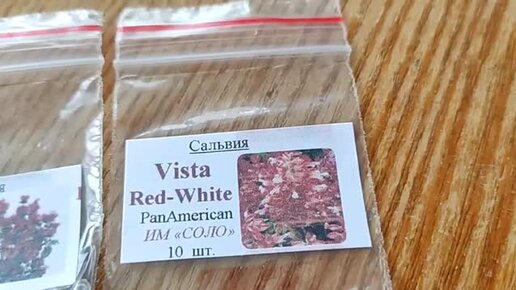 Сальвия
Vista
Red-White
PanAmerican
ИМ «СОЛО»
10 шт.